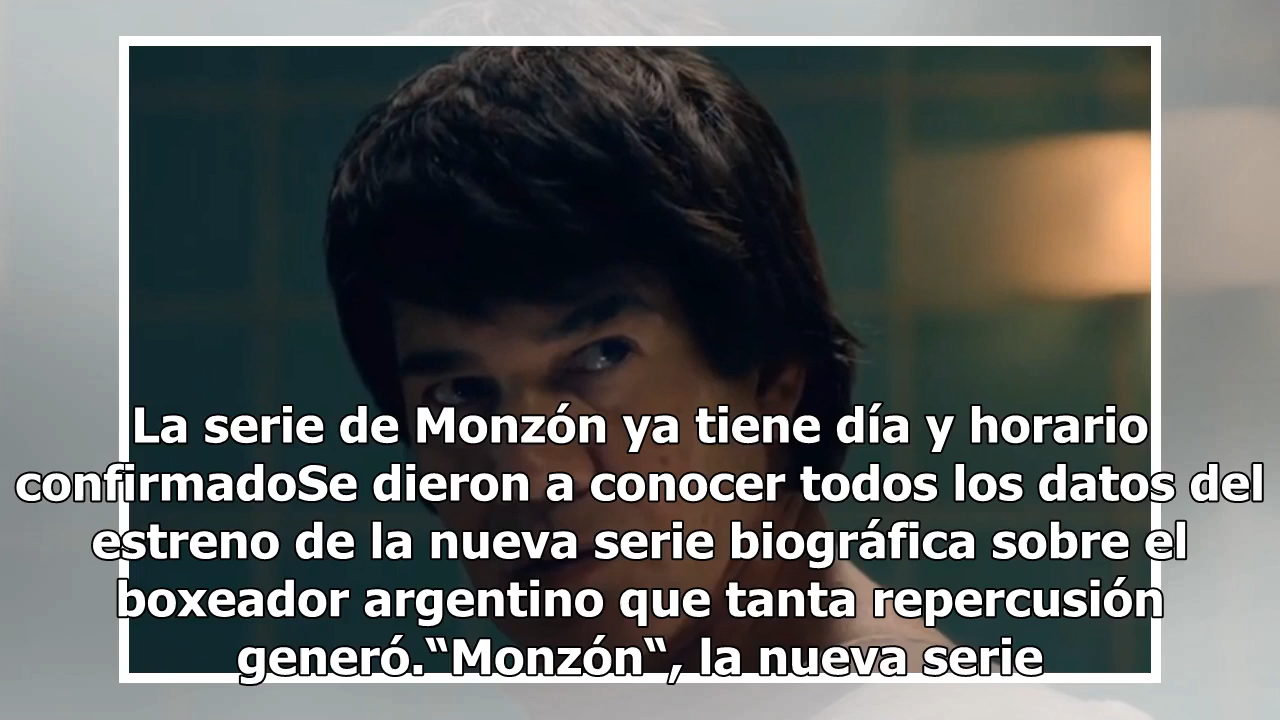 La serie de Monzón ya tiene día y horario
confirmadoSe dieron a conocer todos los datos del
estreno de la nueva serie biográfica sobre el
boxeador argentino que tanta repercusión
generó.“Monzón“, la nueva serie